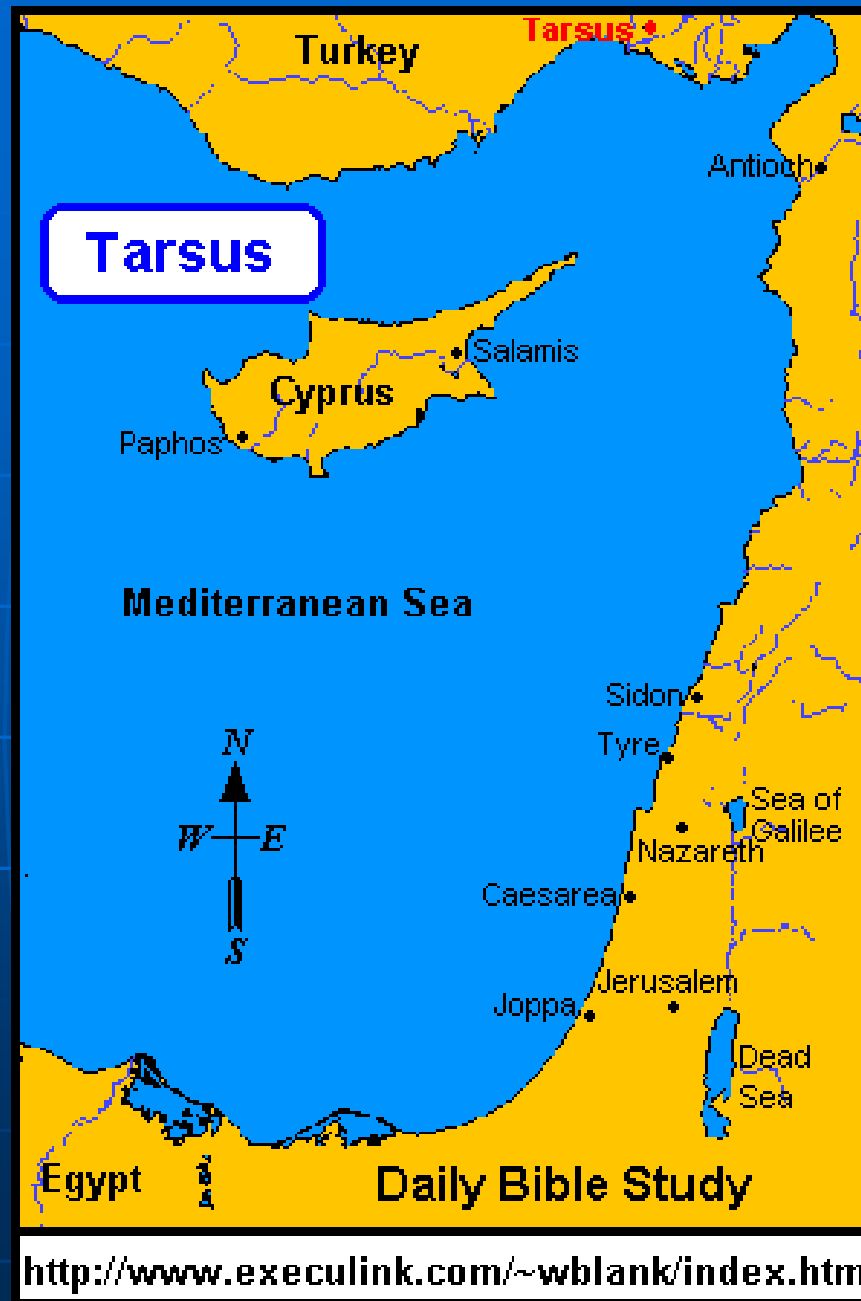 Tarsus
Turkey
Antioch
Tarsus
Salamis
Cyprus
Paphos
Mediterranean Sea
Sidon
Tyre
N
Sea of
Galilee
W E
Nazareth
Caesarea
S
Jerusalem
Joppa
Dead
Sea
Egypt
Daily Bible Study
http://www.execulink.com/~wblank/index.htm